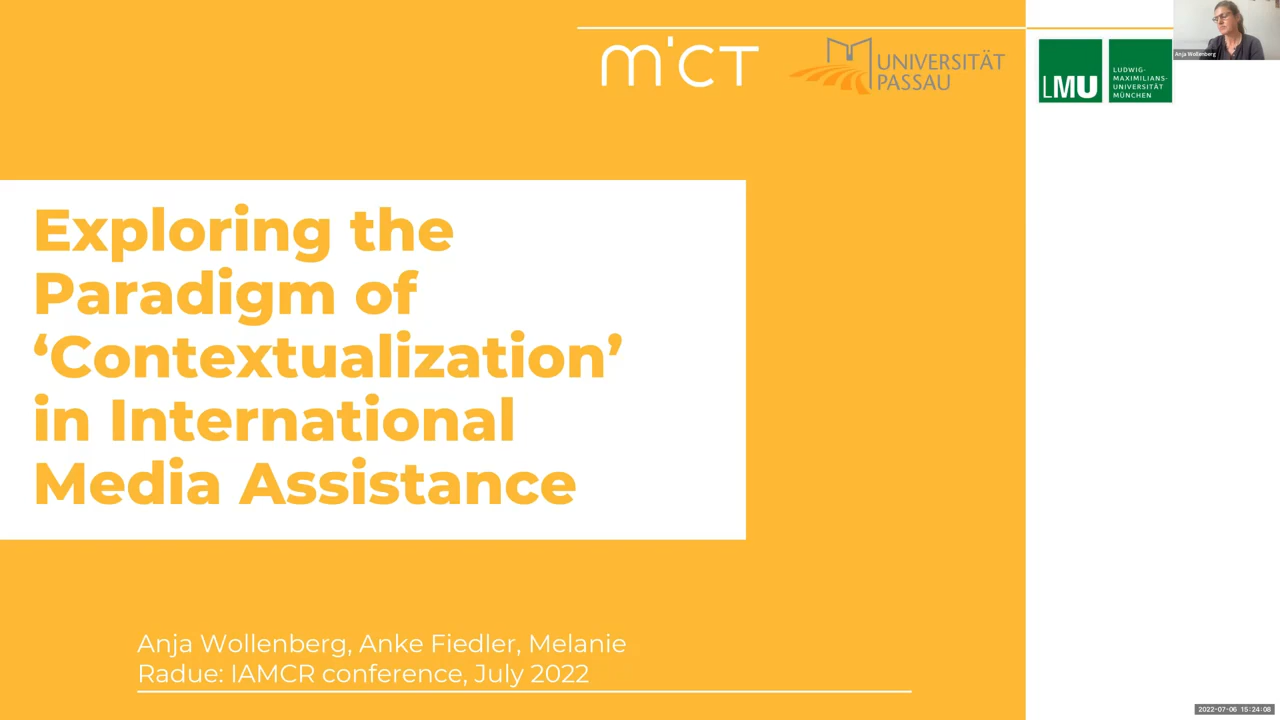 m'CT
UNIVERSITÄT
PASSAU
LMU
LUDWIG-
MAXIMILIANS-
UNIVERSITÄT
MÜNCHEN
Anja Wollenberg
Exploring the
Paradigm of
‘Contextualization’
in International
Media Assistance
Anja Wollenberg, Anke Fiedler, Melanie
Radue: IAMCR conference, July 2022
2022-07-06 15:24:08